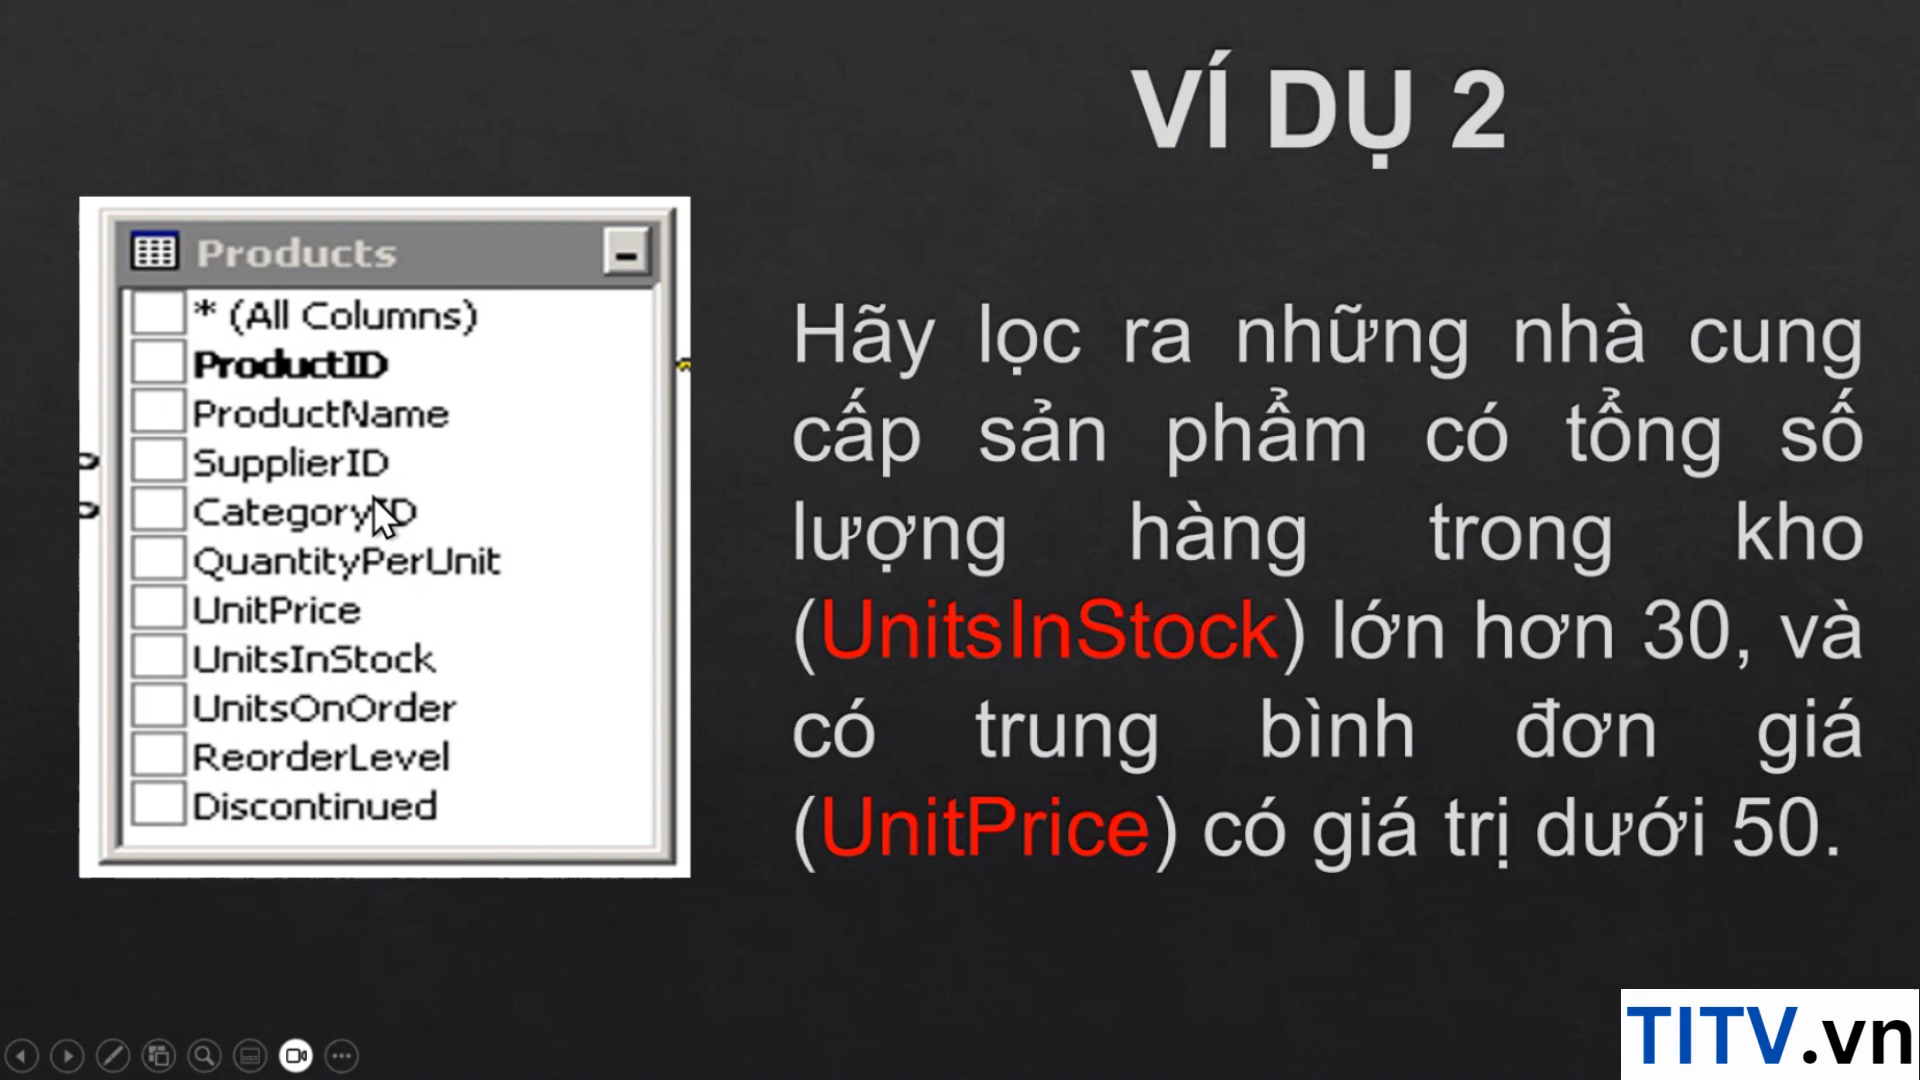 VÍ DỤ 2
Products
* (All Columns)
ProductID
ProductName
SupplierID
CategoryID
QuantityPerUnit
UnitPrice
UnitsInStock
UnitsOnOrder
ReorderLevel
Discontinued
Hãy lọc ra những nhà cung
cấp sản phẩm có tổng số
lượng hàng trong kho
(UnitsInStock) lớn hơn 30, và
có trung bình đơn giá
(UnitPrice) có giá trị dưới 50.
TITV.vn